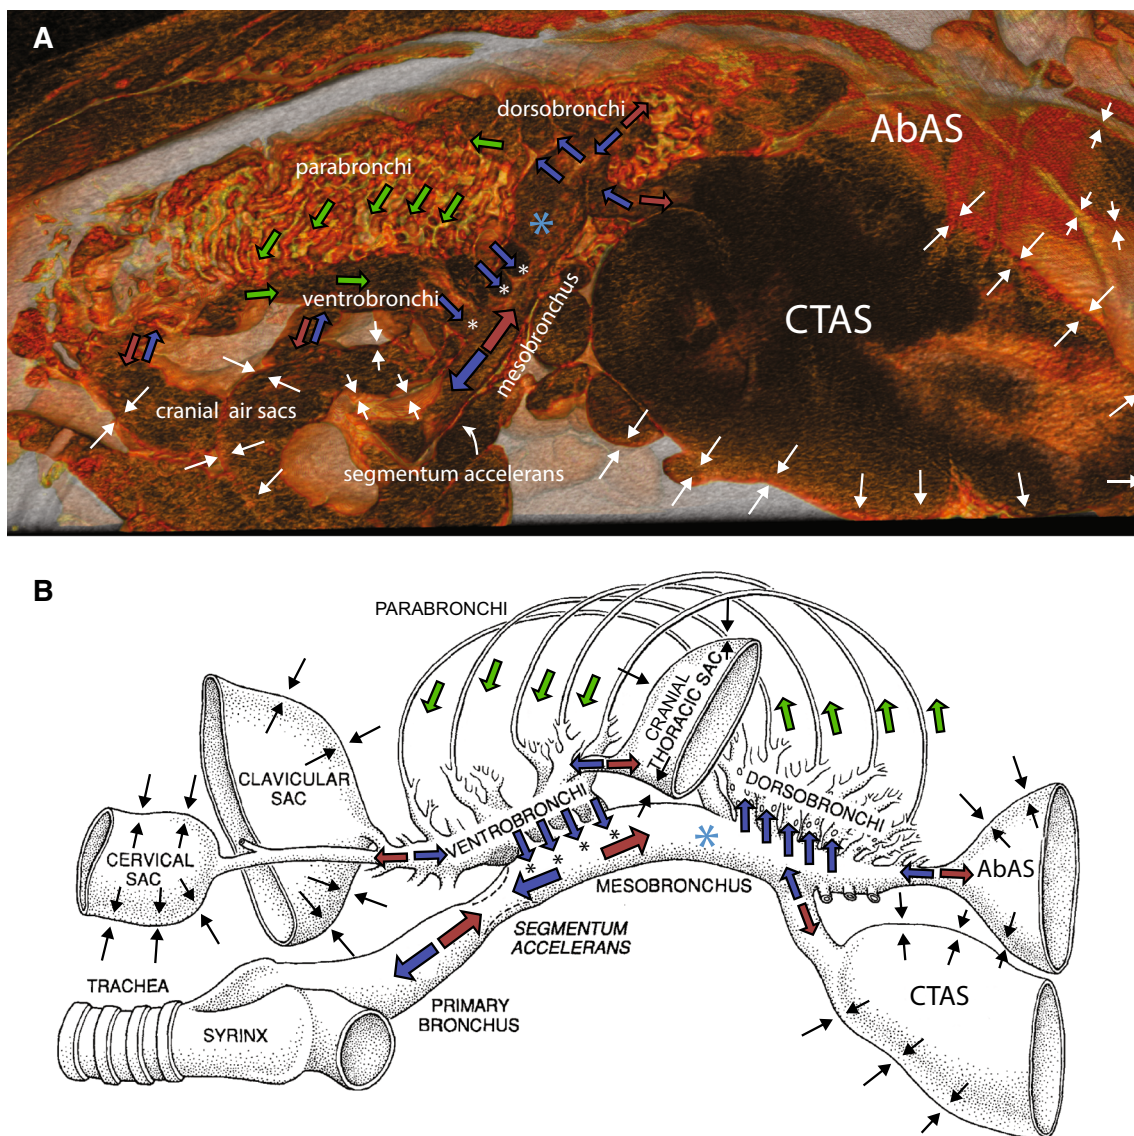 A
dorsobronchi
AbAS
parabronchi
*
ventrobronchi
*
*
*
CTAS
mesobronchus
cranial air sacs
segmentum accelerans
B
PARABRONCHI
CRANIAL
THORACIC SAC
CLAVICULAR
SAC
DORSOBRONCHI
VENTROBRONCHI
CERVICAL
SAC
*
*
*
*
*
AbAS
MESOBRONCHUS
SEGMENTUM
ACCELERANS
TRACHEA
CTAS
PRIMARY
BRONCHUS
SYRINX